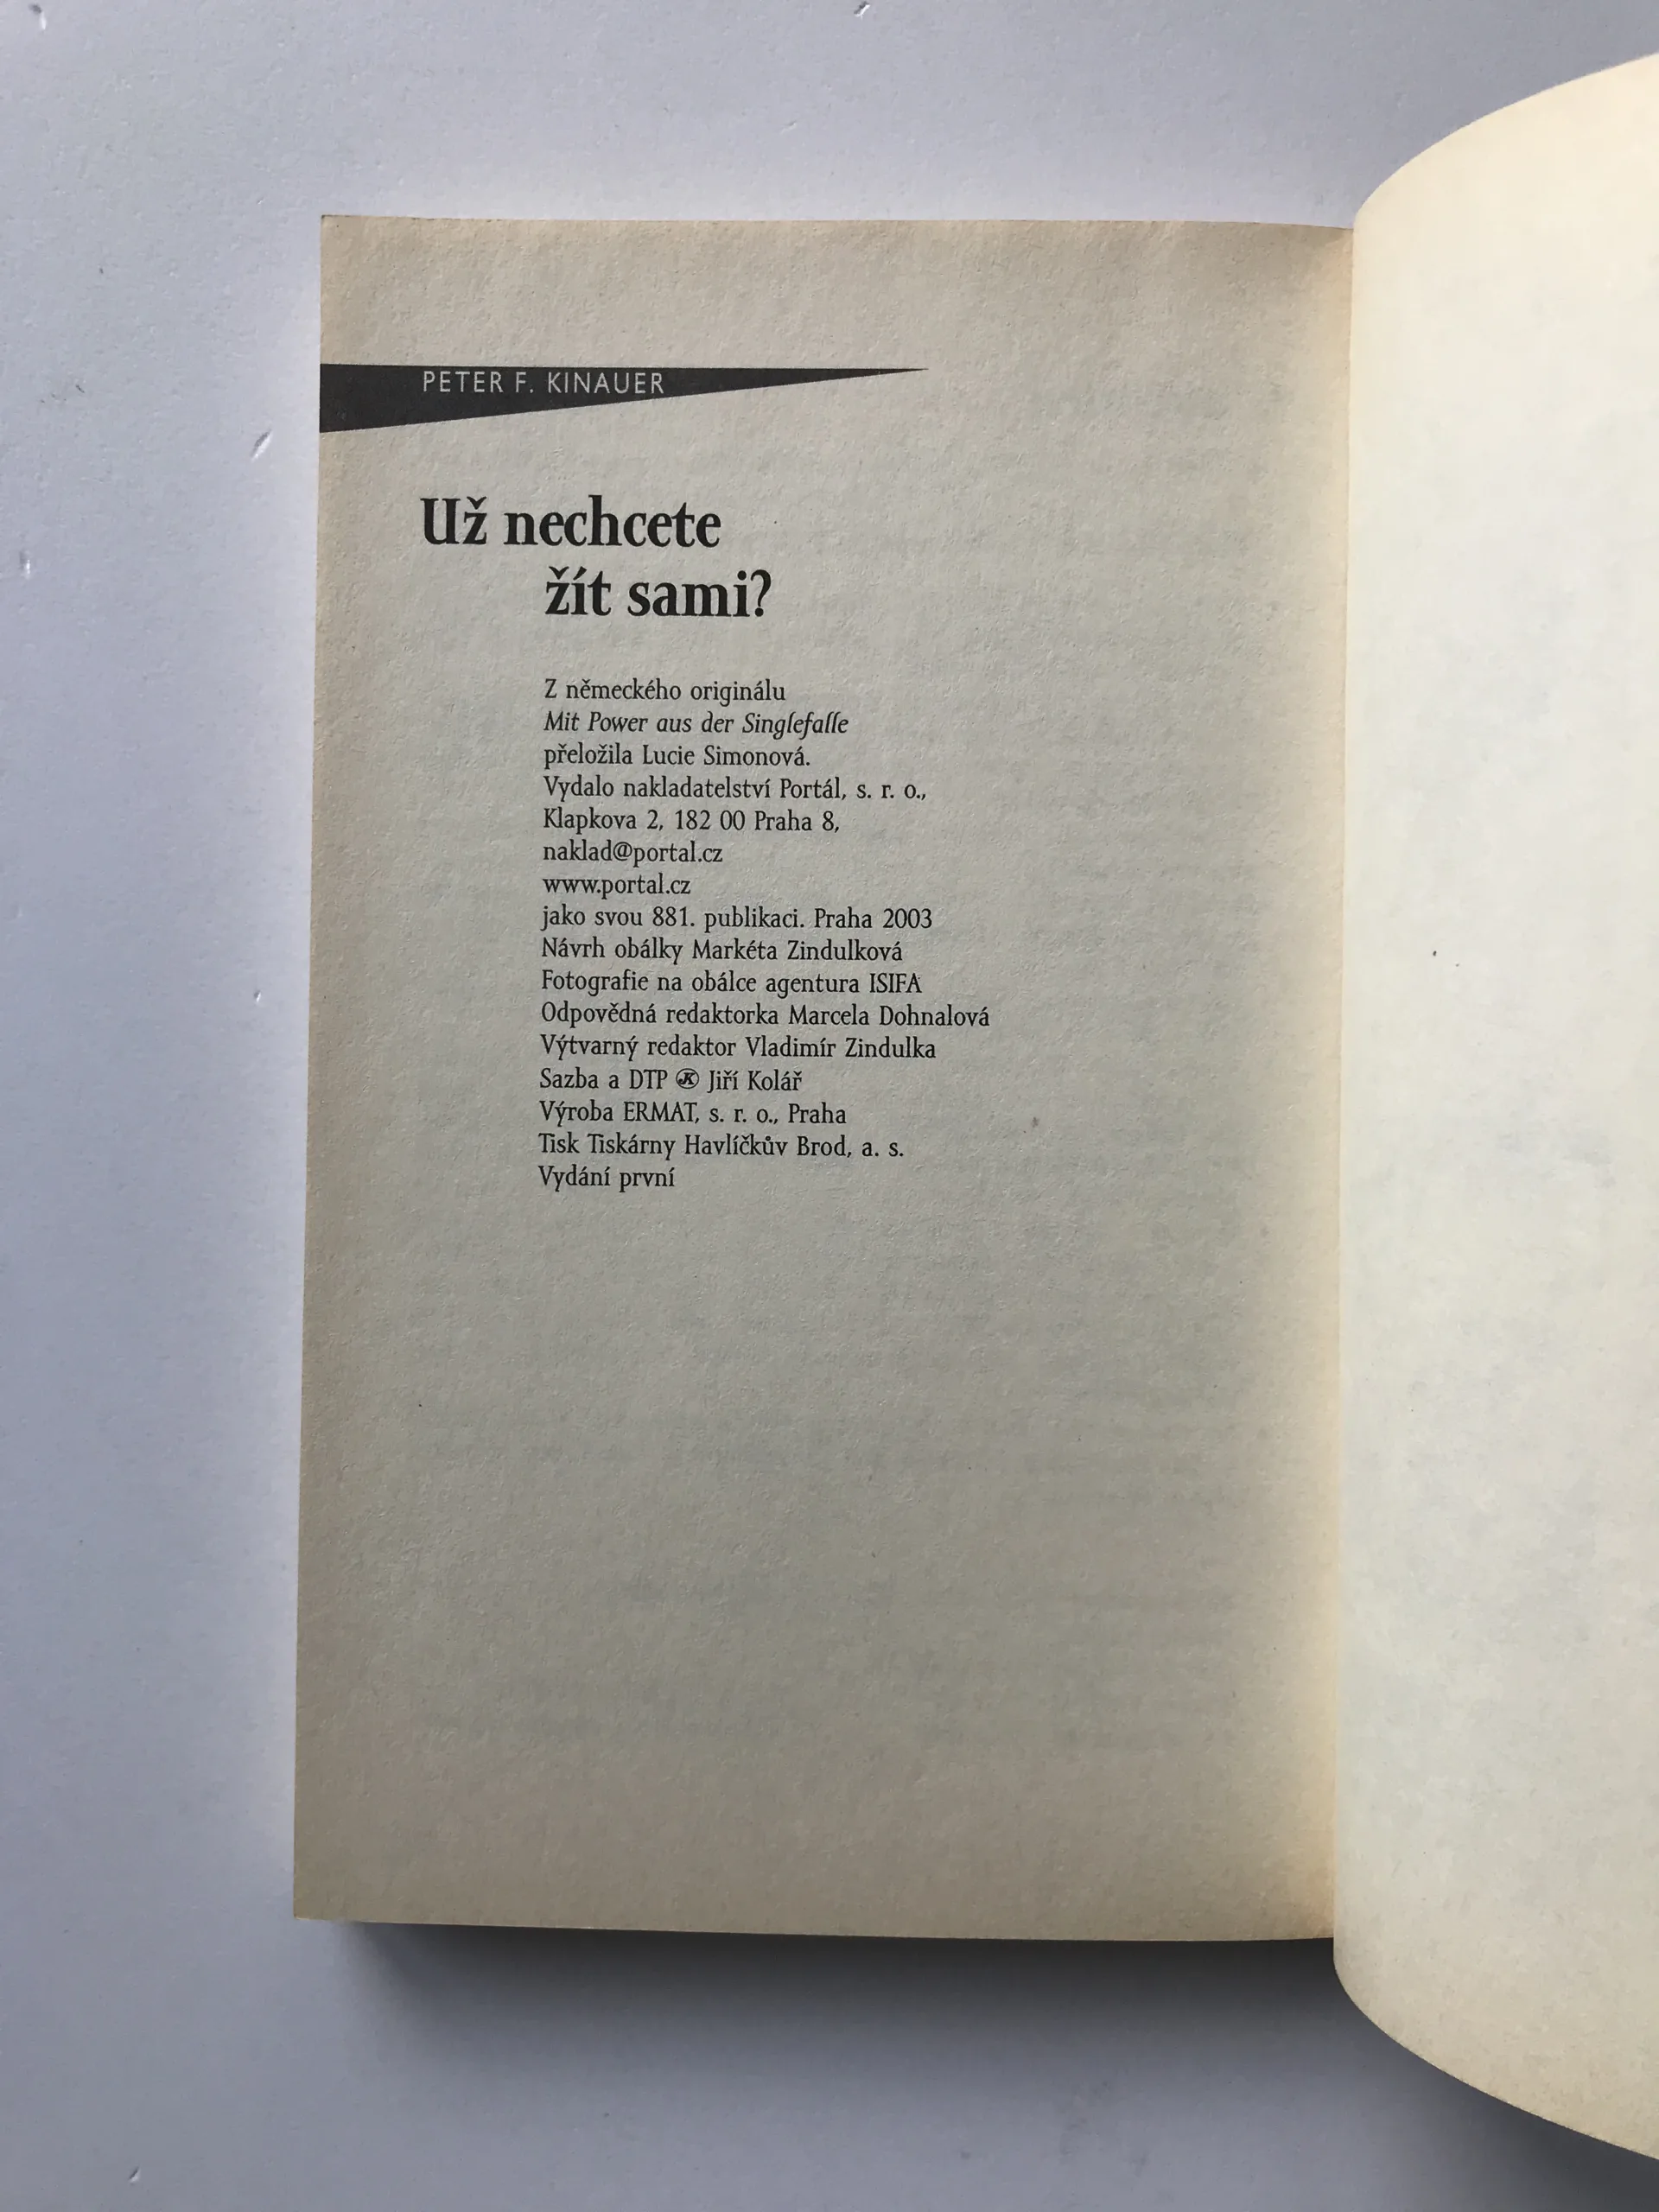 PETER F. KINAUER
Už nechcete
žít sami?
Z německého originálu
Mit Power aus der Singlefalle
přeložila Lucie Simonová.
Vydalo nakladatelství Portál, s. r. o.,
Klapkova 2, 182 00 Praha 8,
naklad@portal.cz
www.portal.cz
jako svou 881. publikaci. Praha 2003
Návrh obálky Markéta Zindulková
Fotografie na obálce agentura ISIFA
Odpovědná redaktorka Marcela Dohnalová
Výtvarný redaktor Vladimír Zindulka
Sazba a DTP K Jiří Kolář
Výroba ERMAT, s. r. o., Praha
Tisk Tiskárny Havlíčkův Brod, a. s.
Vydání první